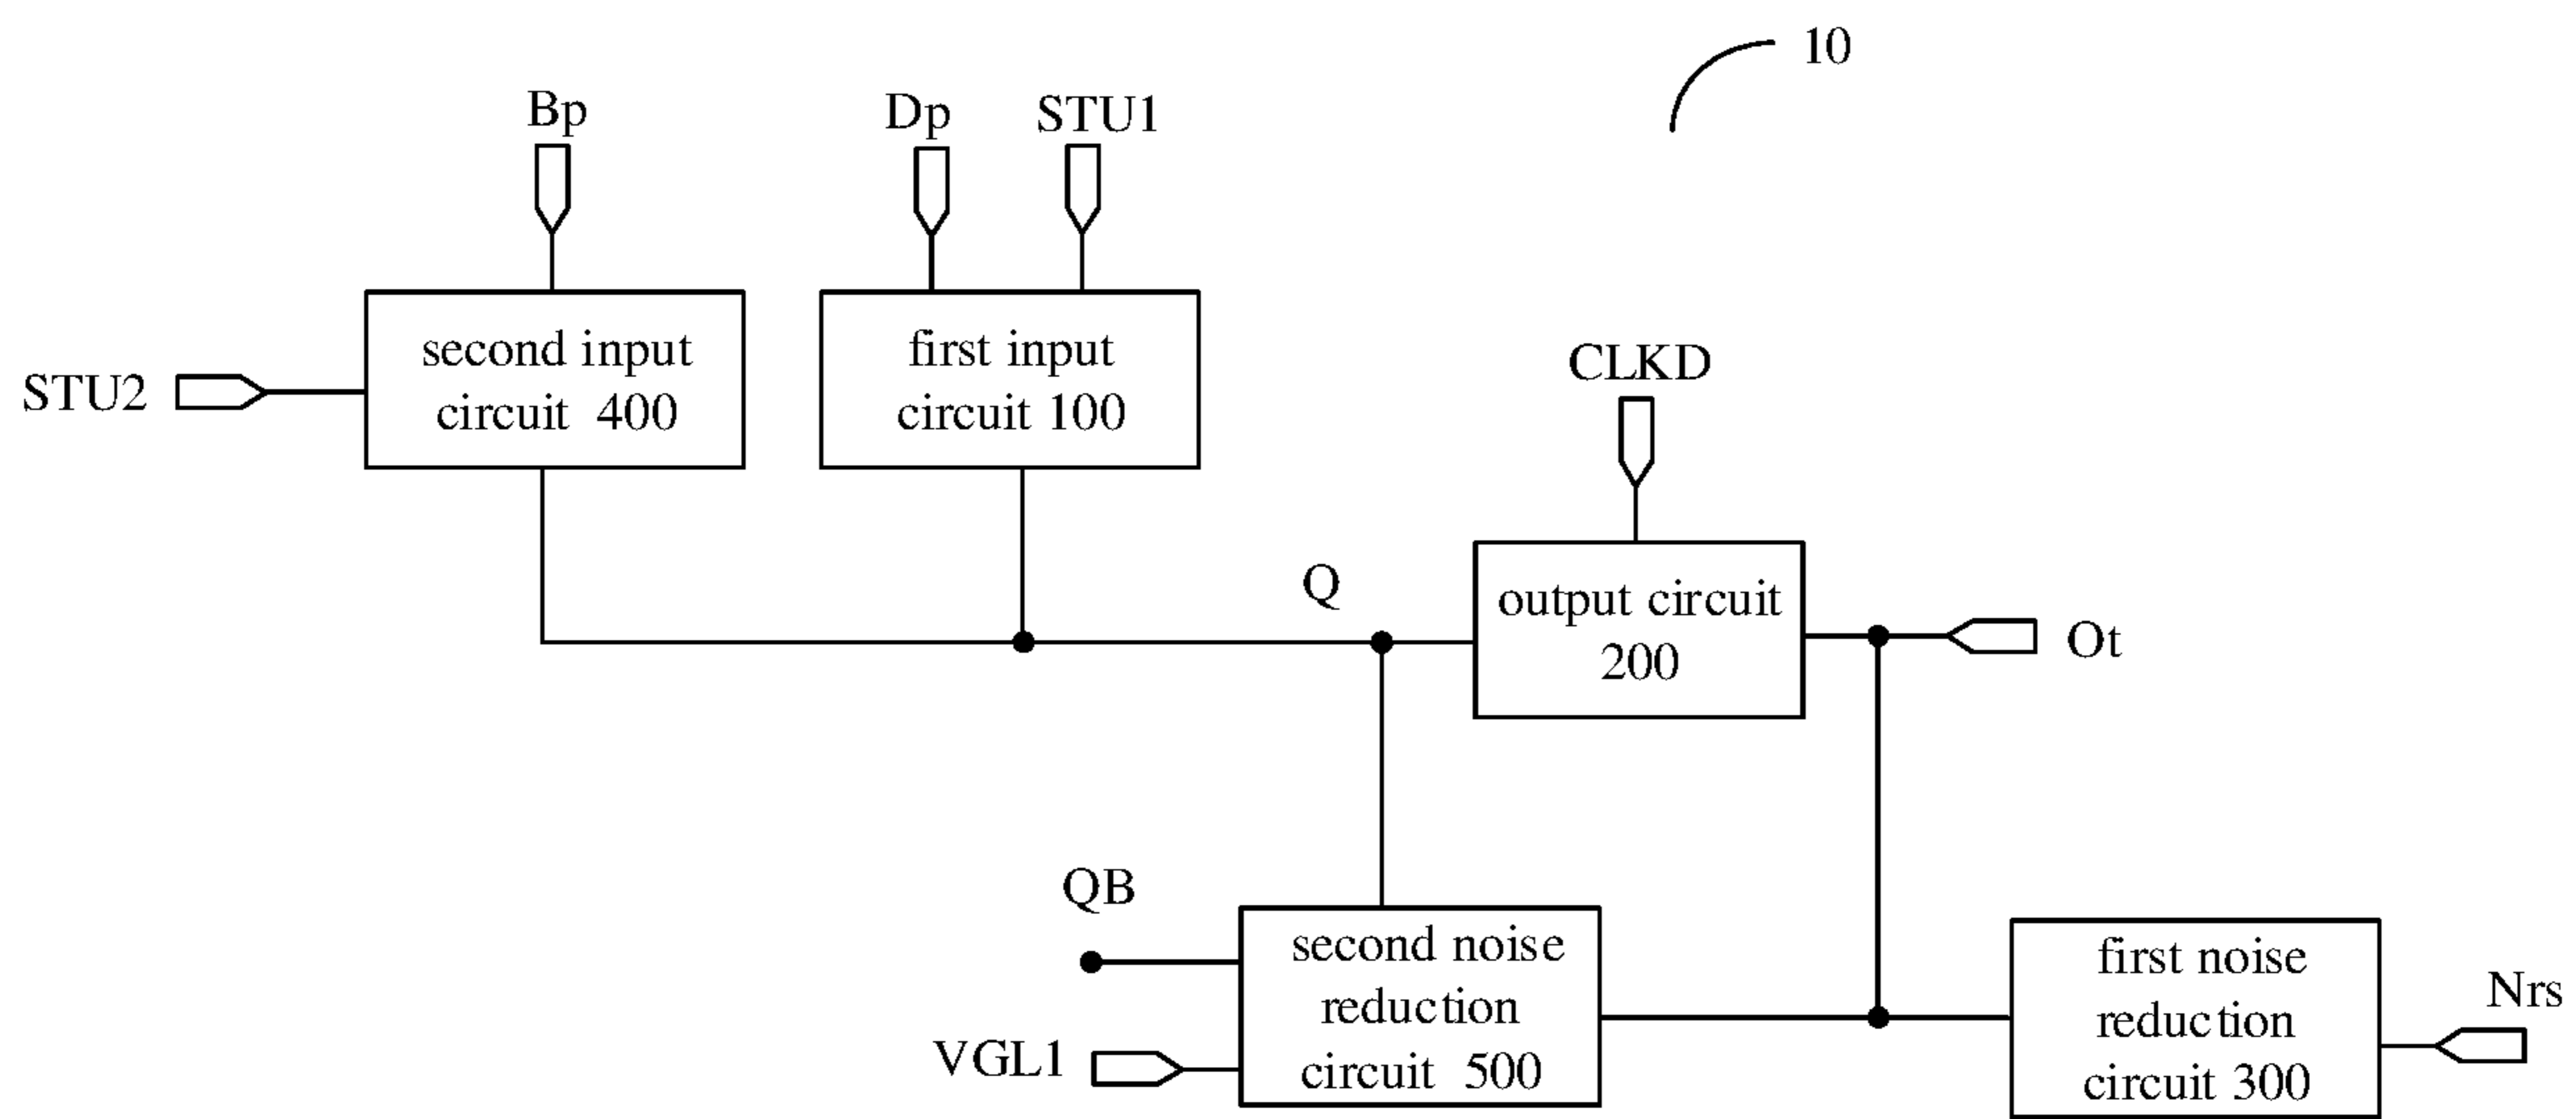 10
Bp
Dp
STU1
second input
circuit 400
first input
circuit 100
STU2
CLKD
Q
output circuit
200
Ot
QB
second noise
reduction
circuit 500
first noise
reduction
circuit 300
Nrs
VGL1